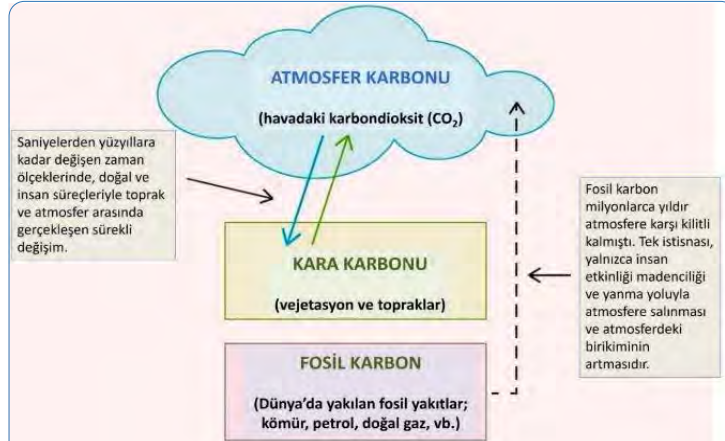 ATMOSFER KARBONU
(havadaki karbondioksit (CO₂)
Saniyelerden yüzyıllara
kadar değişen zaman
ölçeklerinde, doğal ve
insan süreçleriyle toprak
ve atmosfer arasında
gerçekleşen sürekli
değişim.
Fosil karbon
milyonlarca yıldır
atmosfere karşı kilitli
kalmıştı. Tek istisnası,
yalnızca insan
etkinliği madenciliği
ve yanma yoluyla
atmosfere salınması
ve atmosferdeki
birikiminin
artmasıdır.
KARA KARBONU
(vejetasyon ve topraklar)
FOSİL KARBON
(Dünya'da yakılan fosil yakıtlar;
kömür, petrol, doğal gaz, vb.)